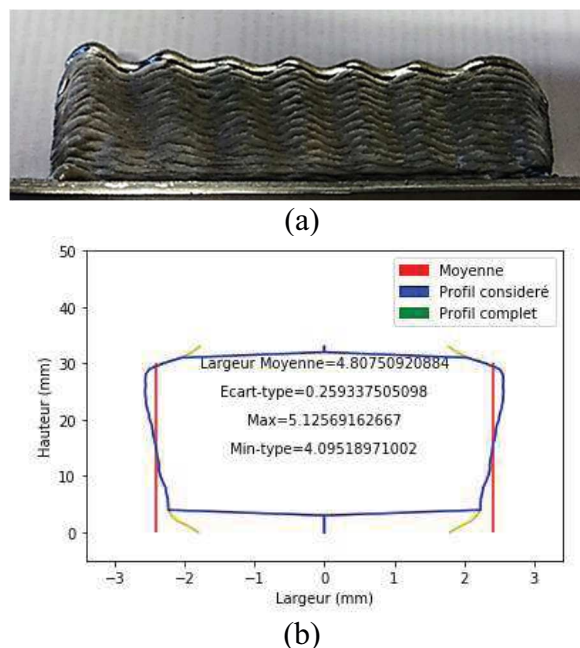 (a)
50
40
30
20
10
0
Hauteur (mm)
Moyenne
Profil consideré
Profil complet
Largeur Moyenne=4.80750920884
Ecart-type=0.259337505098
Max=5.12569162667
Min-type=4.09518971002
−3 −2 −1 0 1 2 3
Largeur (mm)
(b)